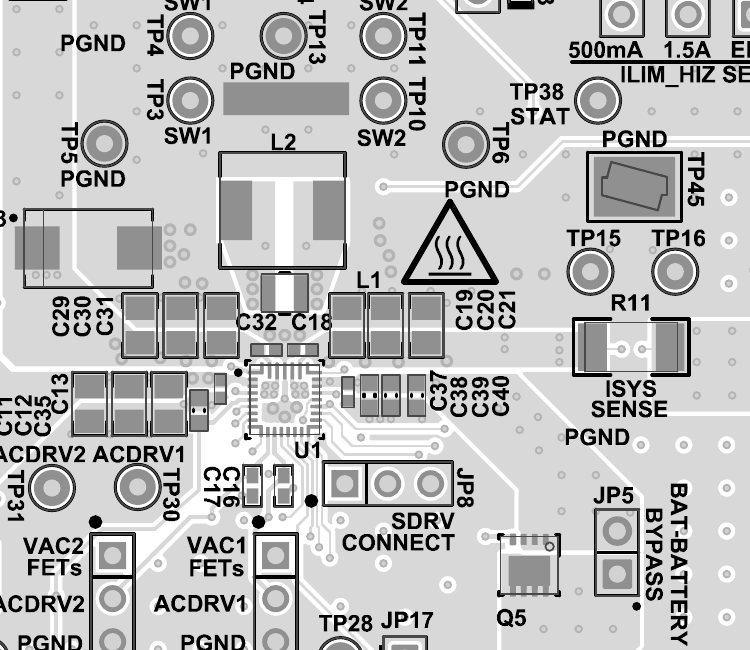 SW1
SW2
TP4
PGND
TP13
TP11
500mA
1.5A
ILIM_HIZ SE
PGND
TP3
TP10
TP38
STAT
SW1
SW2
TP5
L2
TP6
PGND
PGND
PGND
TP45
TP15
TP16
L1
R11
C29
C30
C31
C32
C18
C19
C20
C21
ISYS
SENSE
C11
C12
C35
C13
C37
C38
C39
C40
PGND
U1
ACDRV2
ACDRV1
TP31
TP30
C17
C16
JP8
JP5
SDRV
CONNECT
BYPASS
BAT-BATTERY
VAC2
FETs
VAC1
FETs
ACDRV2
ACDRV1
Q5
TP28
JP17
PGND
PGND